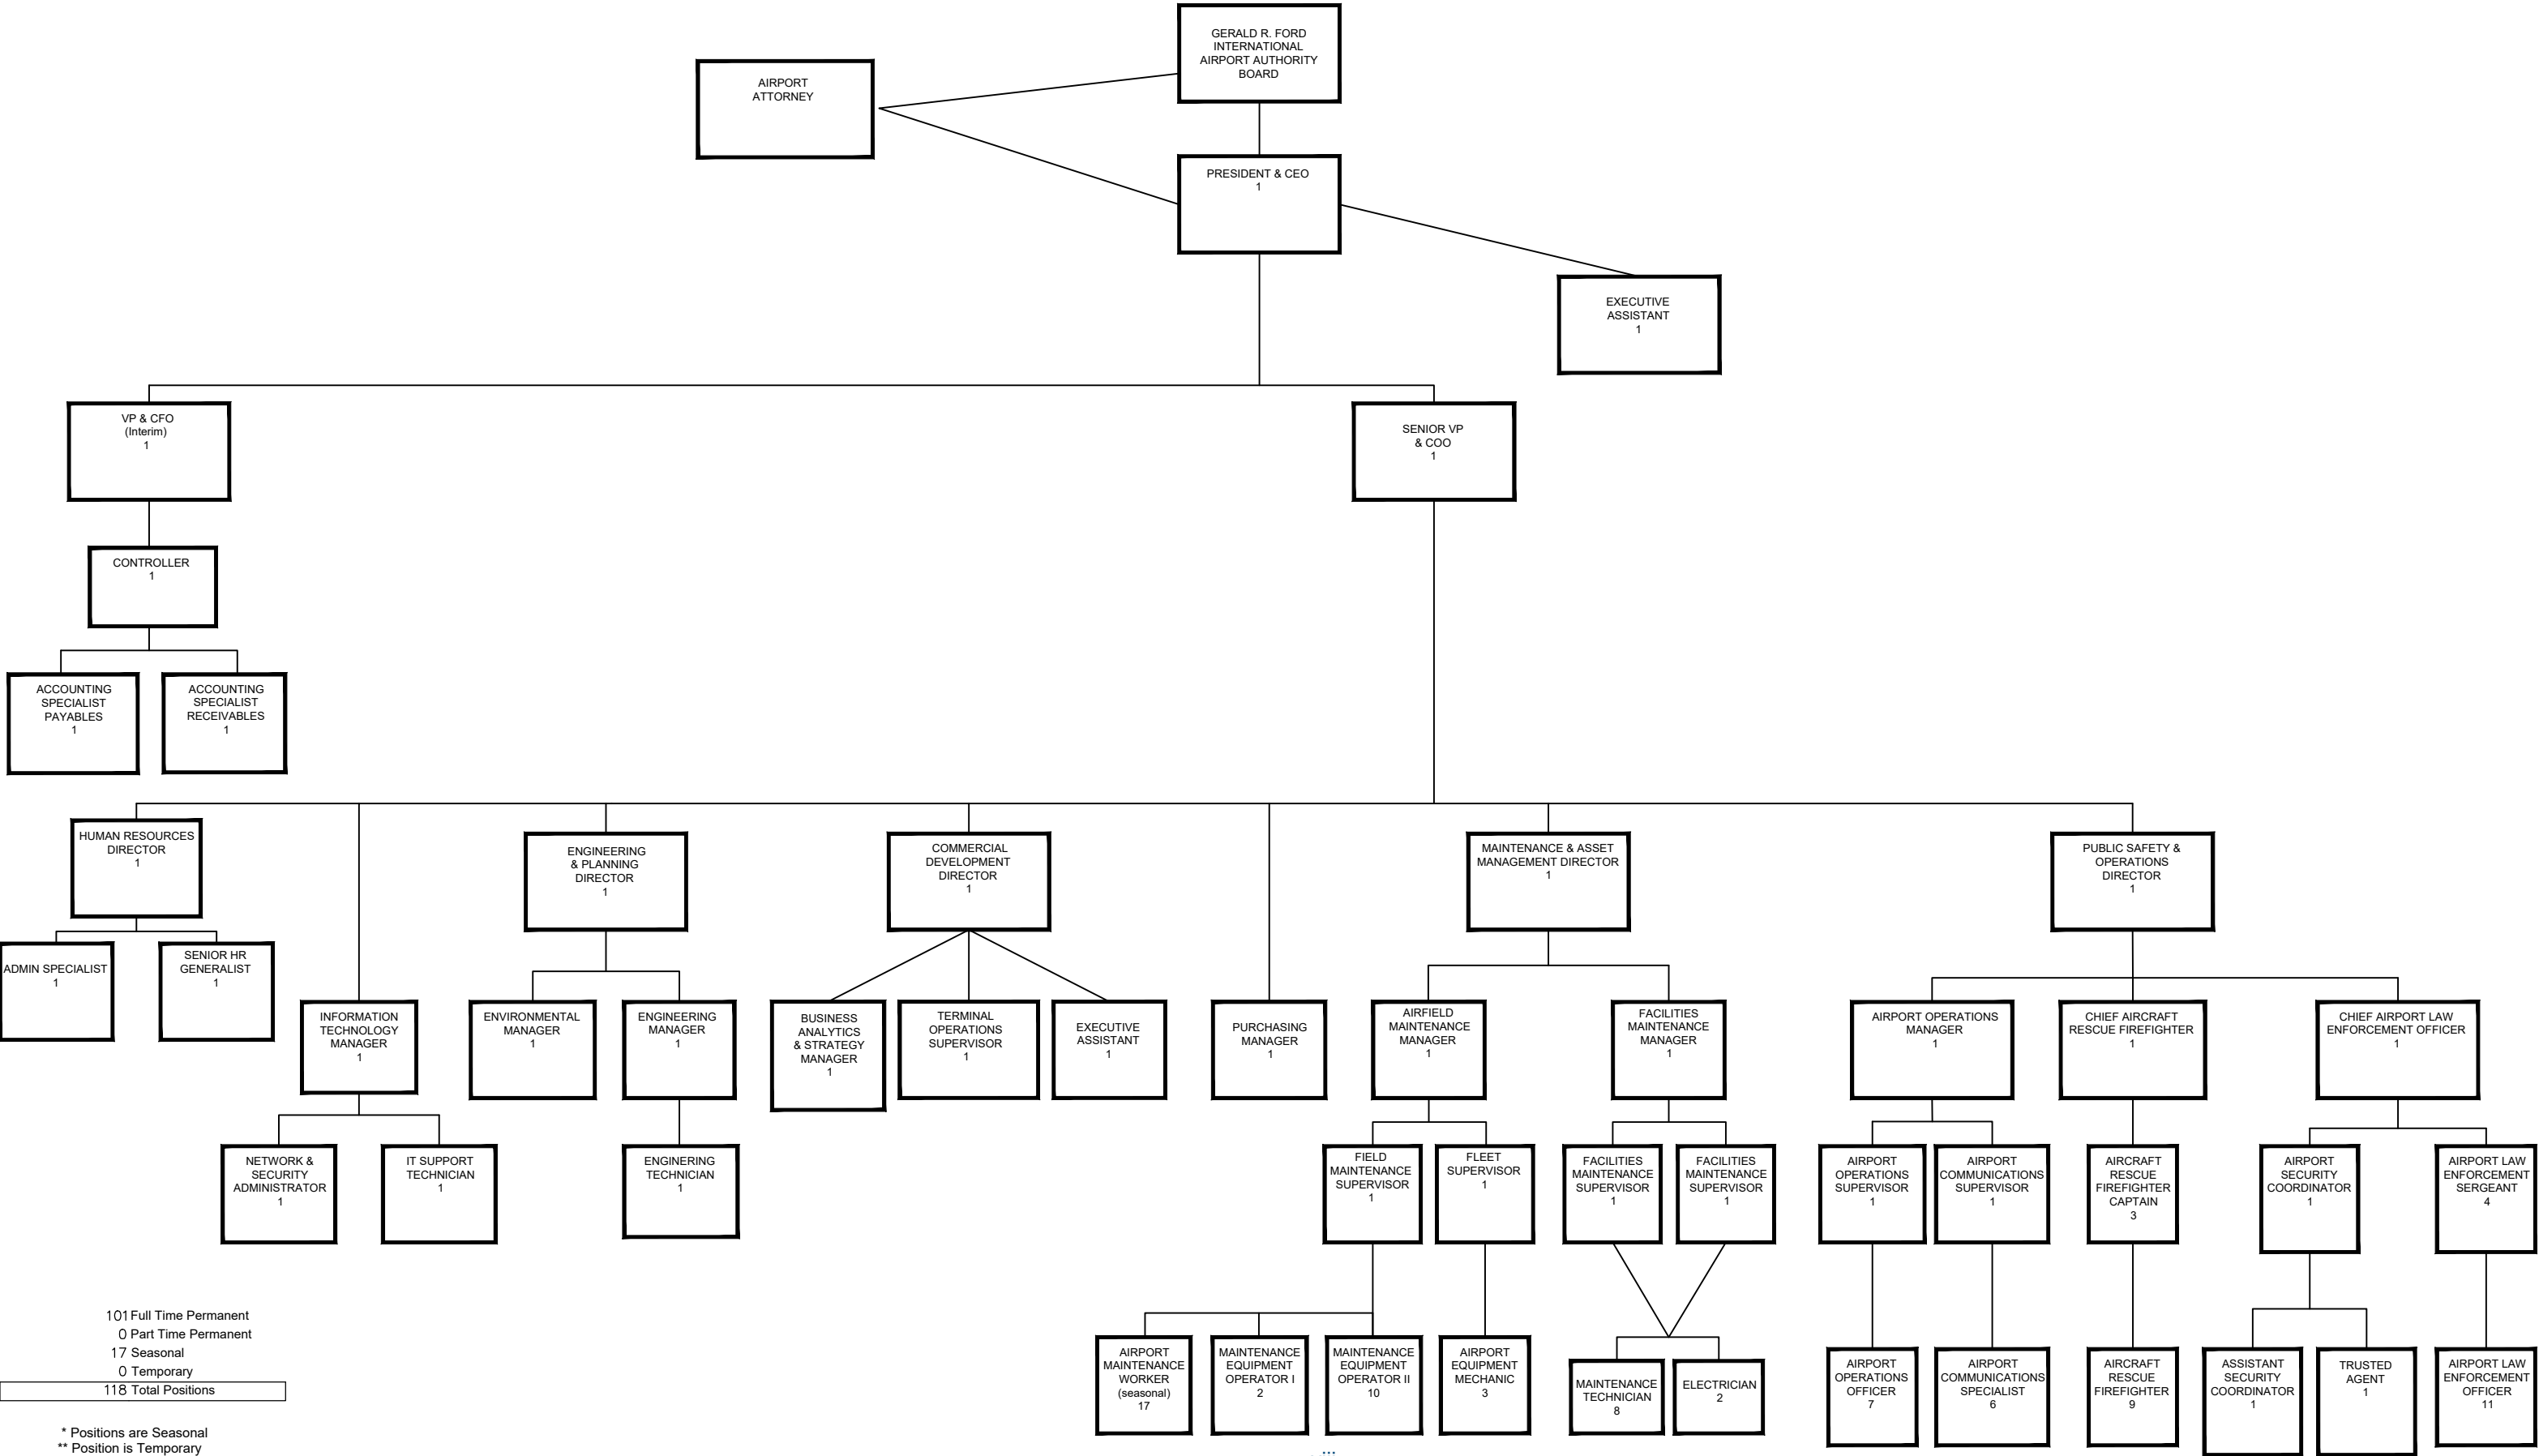 GERALD R. FORD
INTERNATIONAL
AIRPORT AUTHORITY
BOARD
AIRPORT
ATTORNEY
PRESIDENT & CEO
1
EXECUTIVE
ASSISTANT
1
VP & CFO
(Interim)
1
SENIOR VP
& COO
1
CONTROLLER
1
ACCOUNTING
SPECIALIST
PAYABLES
1
ACCOUNTING
SPECIALIST
RECEIVABLES
1
HUMAN RESOURCES
DIRECTOR
1
ENGINEERING
& PLANNING
DIRECTOR
1
COMMERCIAL
DEVELOPMENT
DIRECTOR
1
MAINTENANCE & ASSET
MANAGEMENT DIRECTOR
1
PUBLIC SAFETY &
OPERATIONS
DIRECTOR
1
ADMIN SPECIALIST
1
SENIOR HR
GENERALIST
1
INFORMATION
TECHNOLOGY
MANAGER
1
ENVIRONMENTAL
MANAGER
1
ENGINEERING
MANAGER
1
BUSINESS
ANALYTICS
& STRATEGY
MANAGER
1
TERMINAL
OPERATIONS
SUPERVISOR
1
EXECUTIVE
ASSISTANT
1
PURCHASING
MANAGER
1
AIRFIELD
MAINTENANCE
MANAGER
1
FACILITIES
MAINTENANCE
MANAGER
1
AIRPORT OPERATIONS
MANAGER
1
CHIEF AIRCRAFT
RESCUE FIREFIGHTER
1
CHIEF AIRPORT LAW
ENFORCEMENT OFFICER
1
NETWORK &
SECURITY
ADMINISTRATOR
1
IT SUPPORT
TECHNICIAN
1
ENGINERING
TECHNICIAN
1
FIELD
MAINTENANCE
SUPERVISOR
1
FLEET
SUPERVISOR
1
FACILITIES
MAINTENANCE
SUPERVISOR
1
FACILITIES
MAINTENANCE
SUPERVISOR
1
AIRPORT
OPERATIONS
SUPERVISOR
1
AIRPORT
COMMUNICATIONS
SUPERVISOR
1
AIRCRAFT
RESCUE
FIREFIGHTER
CAPTAIN
3
AIRPORT
SECURITY
COORDINATOR
1
AIRPORT LAW
ENFORCEMENT
SERGEANT
4
AIRPORT
MAINTENANCE
WORKER
(seasonal)
17
MAINTENANCE
EQUIPMENT
OPERATOR I
2
MAINTENANCE
EQUIPMENT
OPERATOR II
10
AIRPORT
EQUIPMENT
MECHANIC
3
MAINTENANCE
TECHNICIAN
8
ELECTRICIAN
2
AIRPORT
OPERATIONS
OFFICER
7
AIRPORT
COMMUNICATIONS
SPECIALIST
6
AIRCRAFT
RESCUE
FIREFIGHTER
9
ASSISTANT
SECURITY
COORDINATOR
1
TRUSTED
AGENT
1
AIRPORT LAW
ENFORCEMENT
OFFICER
11
101 Full Time Permanent
0 Part Time Permanent
17 Seasonal
0 Temporary
118 Total Positions
* Positions are Seasonal
** Position is Temporary